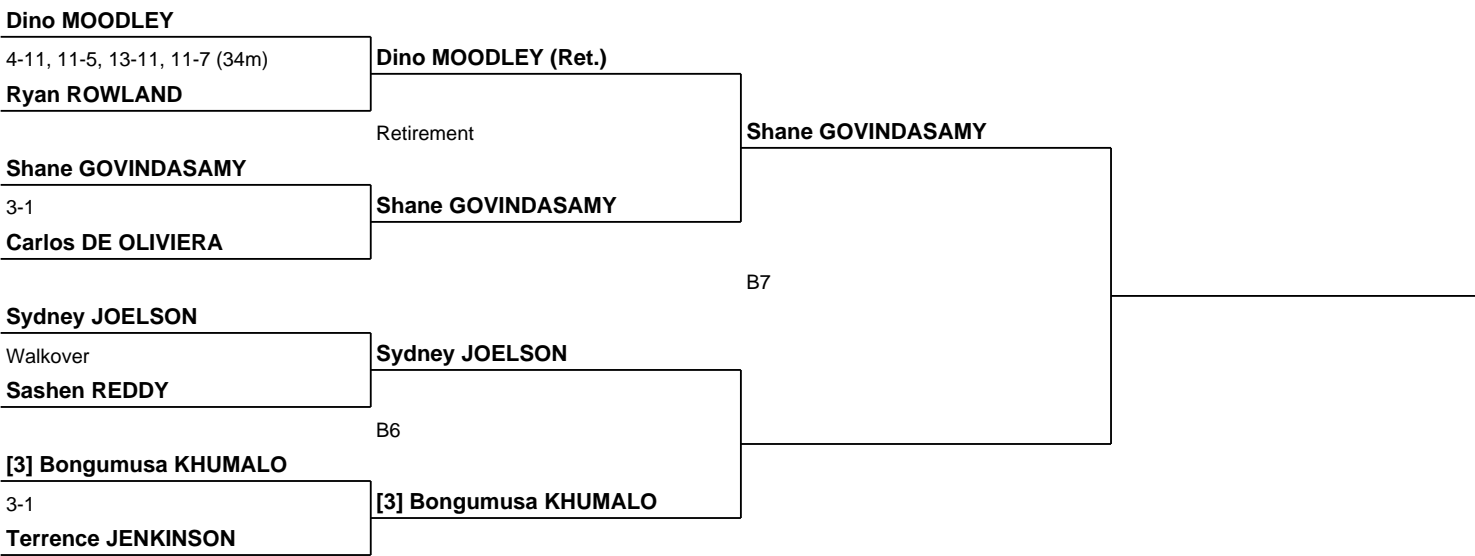 Dino MOODLEY
4-11, 11-5, 13-11, 11-7 (34m)
Dino MOODLEY (Ret.)
Ryan ROWLAND
Retirement
Shane GOVINDASAMY
Shane GOVINDASAMY
3-1
Shane GOVINDASAMY
Carlos DE OLIVIERA
B7
Sydney JOELSON
Walkover
Sydney JOELSON
Sashen REDDY
B6
[3] Bongumusa KHUMALO
3-1
[3] Bongumusa KHUMALO
Terrence JENKINSON